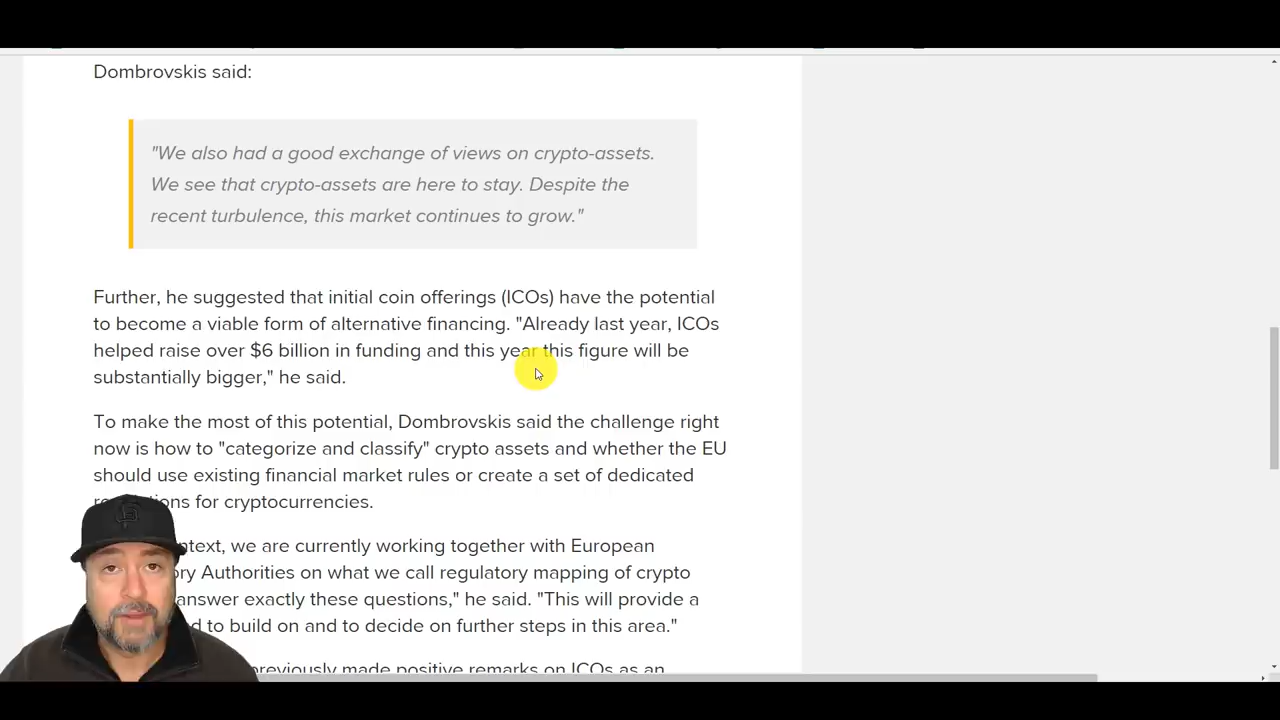 Dombrovskis said:
"We also had a good exchange of views on crypto-assets.
We see that crypto-assets are here to stay. Despite the
recent turbulence, this market continues to grow."
Further, he suggested that initial coin offerings (ICOs) have the potential
to become a viable form of alternative financing. "Already last year, ICOs
helped raise over $6 billion in funding and this year this figure will be
substantially bigger," he said.
To make the most of this potential, Dombrovskis said the challenge right
now is how to "categorize and classify" crypto assets and whether the EU
should use existing financial market rules or create a set of dedicated
for cryptocurrencies.
we are currently working together with European
Authorities on what we call regulatory mapping of crypto
answer exactly these questions," he said. "This will provide a
to build on and to decide on further steps in this area."
previously made positive remarks on ICOs as an